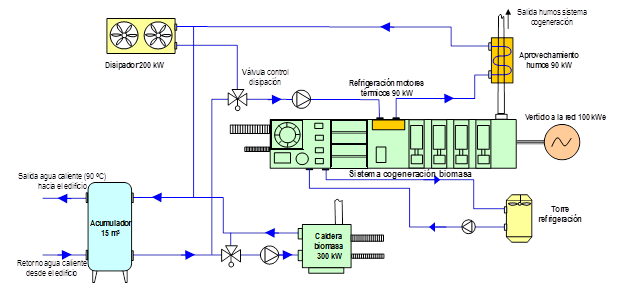 Salida humos sistema
cogeneración
Disipador 200 kW
Válvula control
disipación
Refrigeración motores
térmicos 90 kW
Aprovechamiento
humos 90 kW
Vertido a la red 100 kWe
Sistema cogeneración biomasa
Salida agua caliente (90 ºC)
hacia el edificio
Acumulador
15 m³
Retorno agua caliente
desde el edificio
Caldera
biomasa
300 kW
Torre
refrigeración